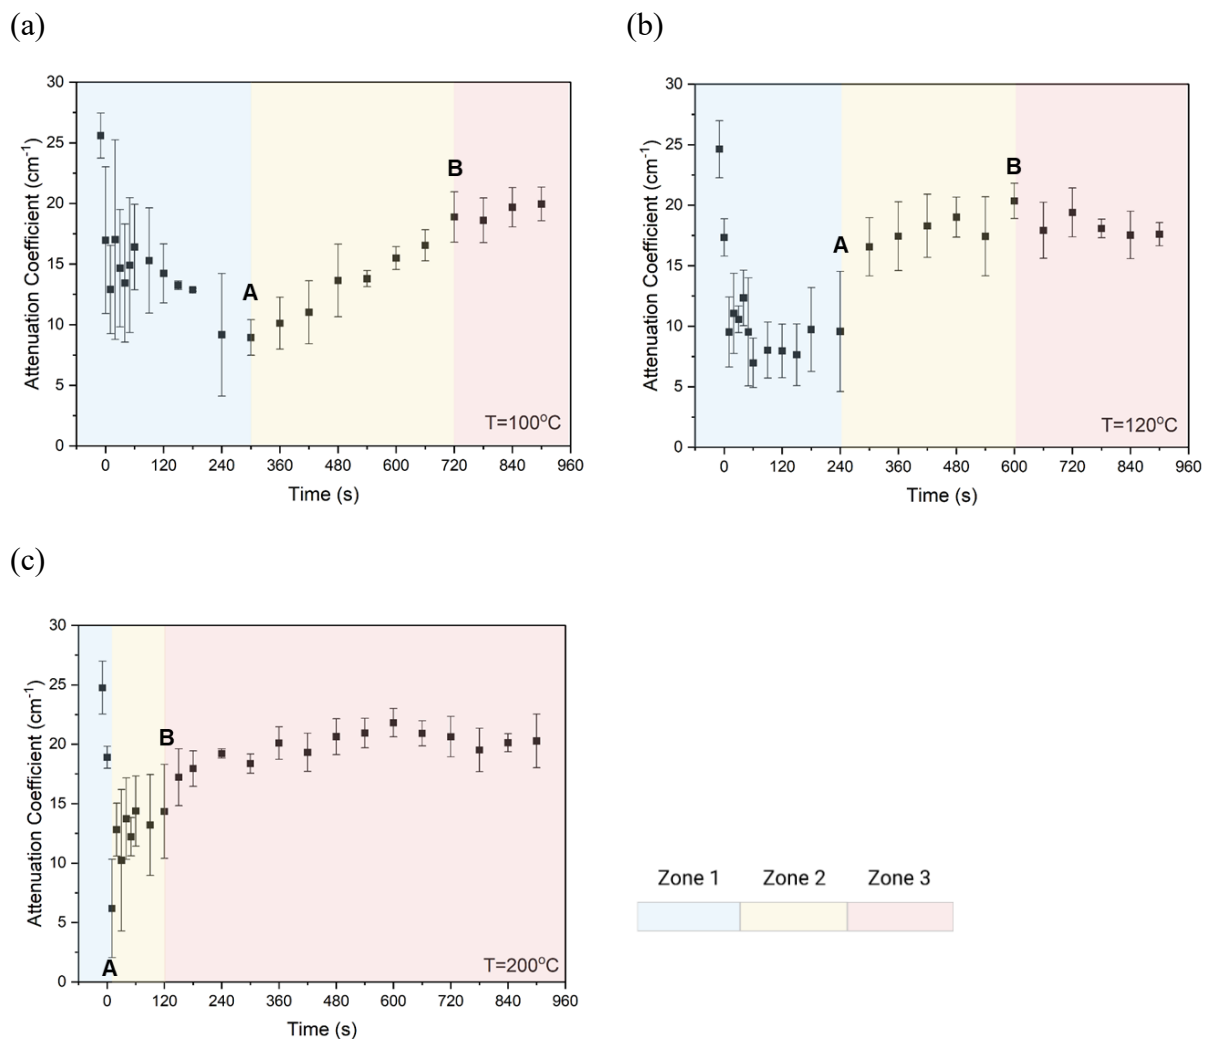 (a)
30
25
20
15
10
5
0
Attenuation Coefficient (cm⁻¹)
A
B
T=100°C
0 120 240 360 480 600 720 840 960
Time (s)
(b)
30
25
20
15
10
5
0
Attenuation Coefficient (cm⁻¹)
A
B
T=120°C
0 120 240 360 480 600 720 840 960
Time (s)
(c)
30
25
20
15
10
5
0
Attenuation Coefficient (cm⁻¹)
B
A
T=200°C
0 120 240 360 480 600 720 840 960
Time (s)
Zone 1 Zone 2 Zone 3